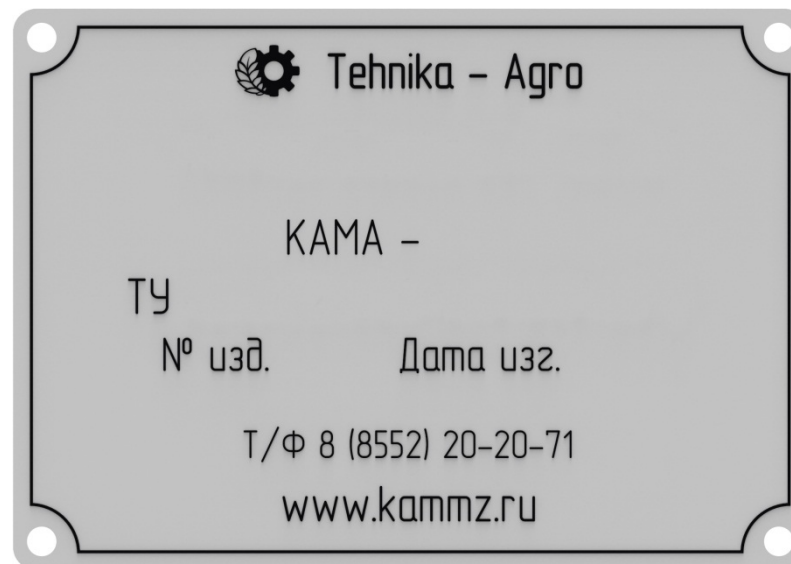 Tehnika - Agro
КАМА -
ТУ
№ изд. Дата изг.
Т/Ф 8 (8552) 20-20-71
www.kammz.ru